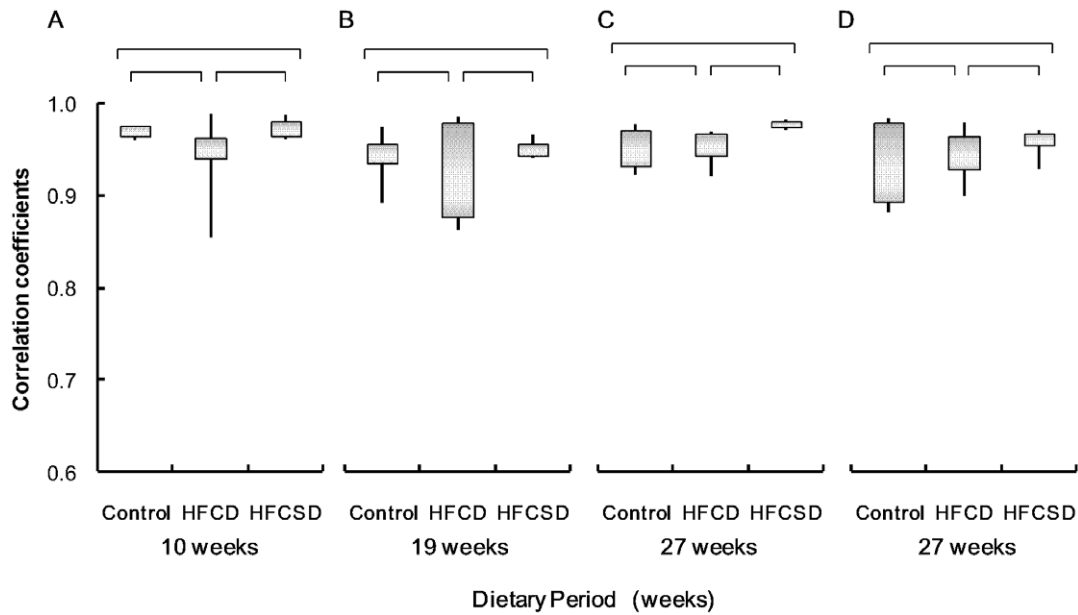 A B C D
Correlation coefficients
1.0
0.9
0.8
0.7
0.6
Control HFCD HFCSD Control HFCD HFCSD Control HFCD HFCSD Control HFCD HFCSD
10 weeks 19 weeks 27 weeks 27 weeks
Dietary Period (weeks)